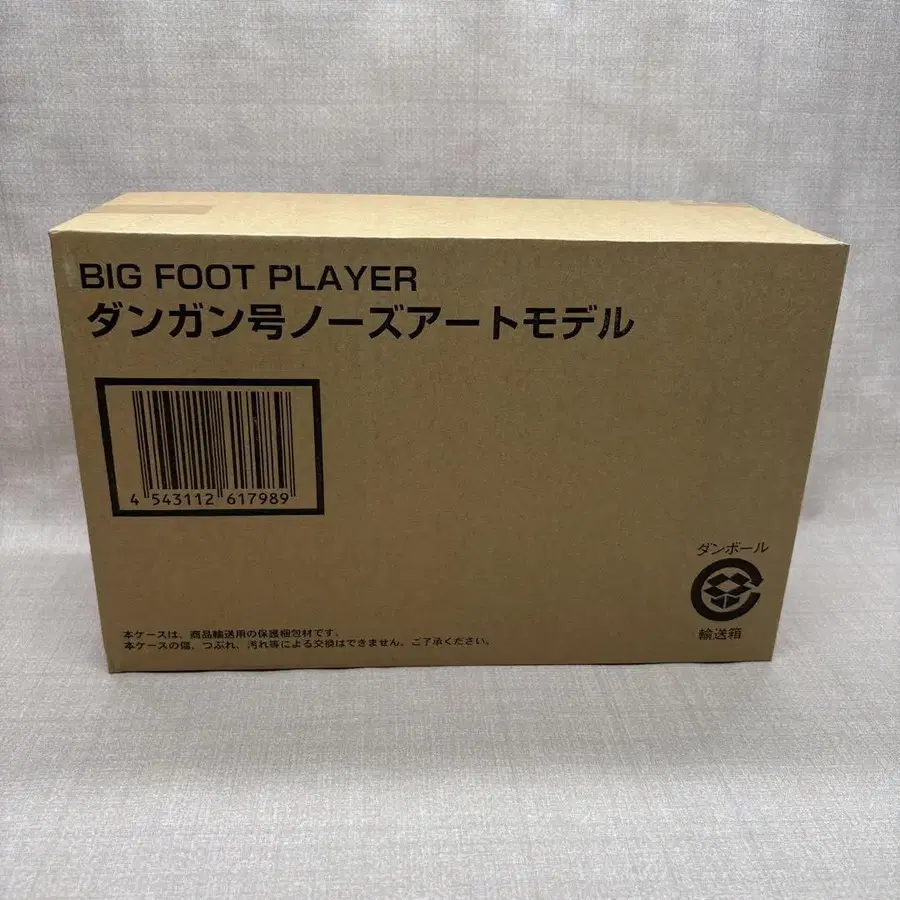 BIG FOOT PLAYER
ダンガン号ノーズアートモデル
4 543112 617989
ダンボール
輸送箱
本ケースは、商品輸送用の保護梱包材です。
本ケースの傷、つぶれ、汚れ等による交換はできません。ご了承ください。